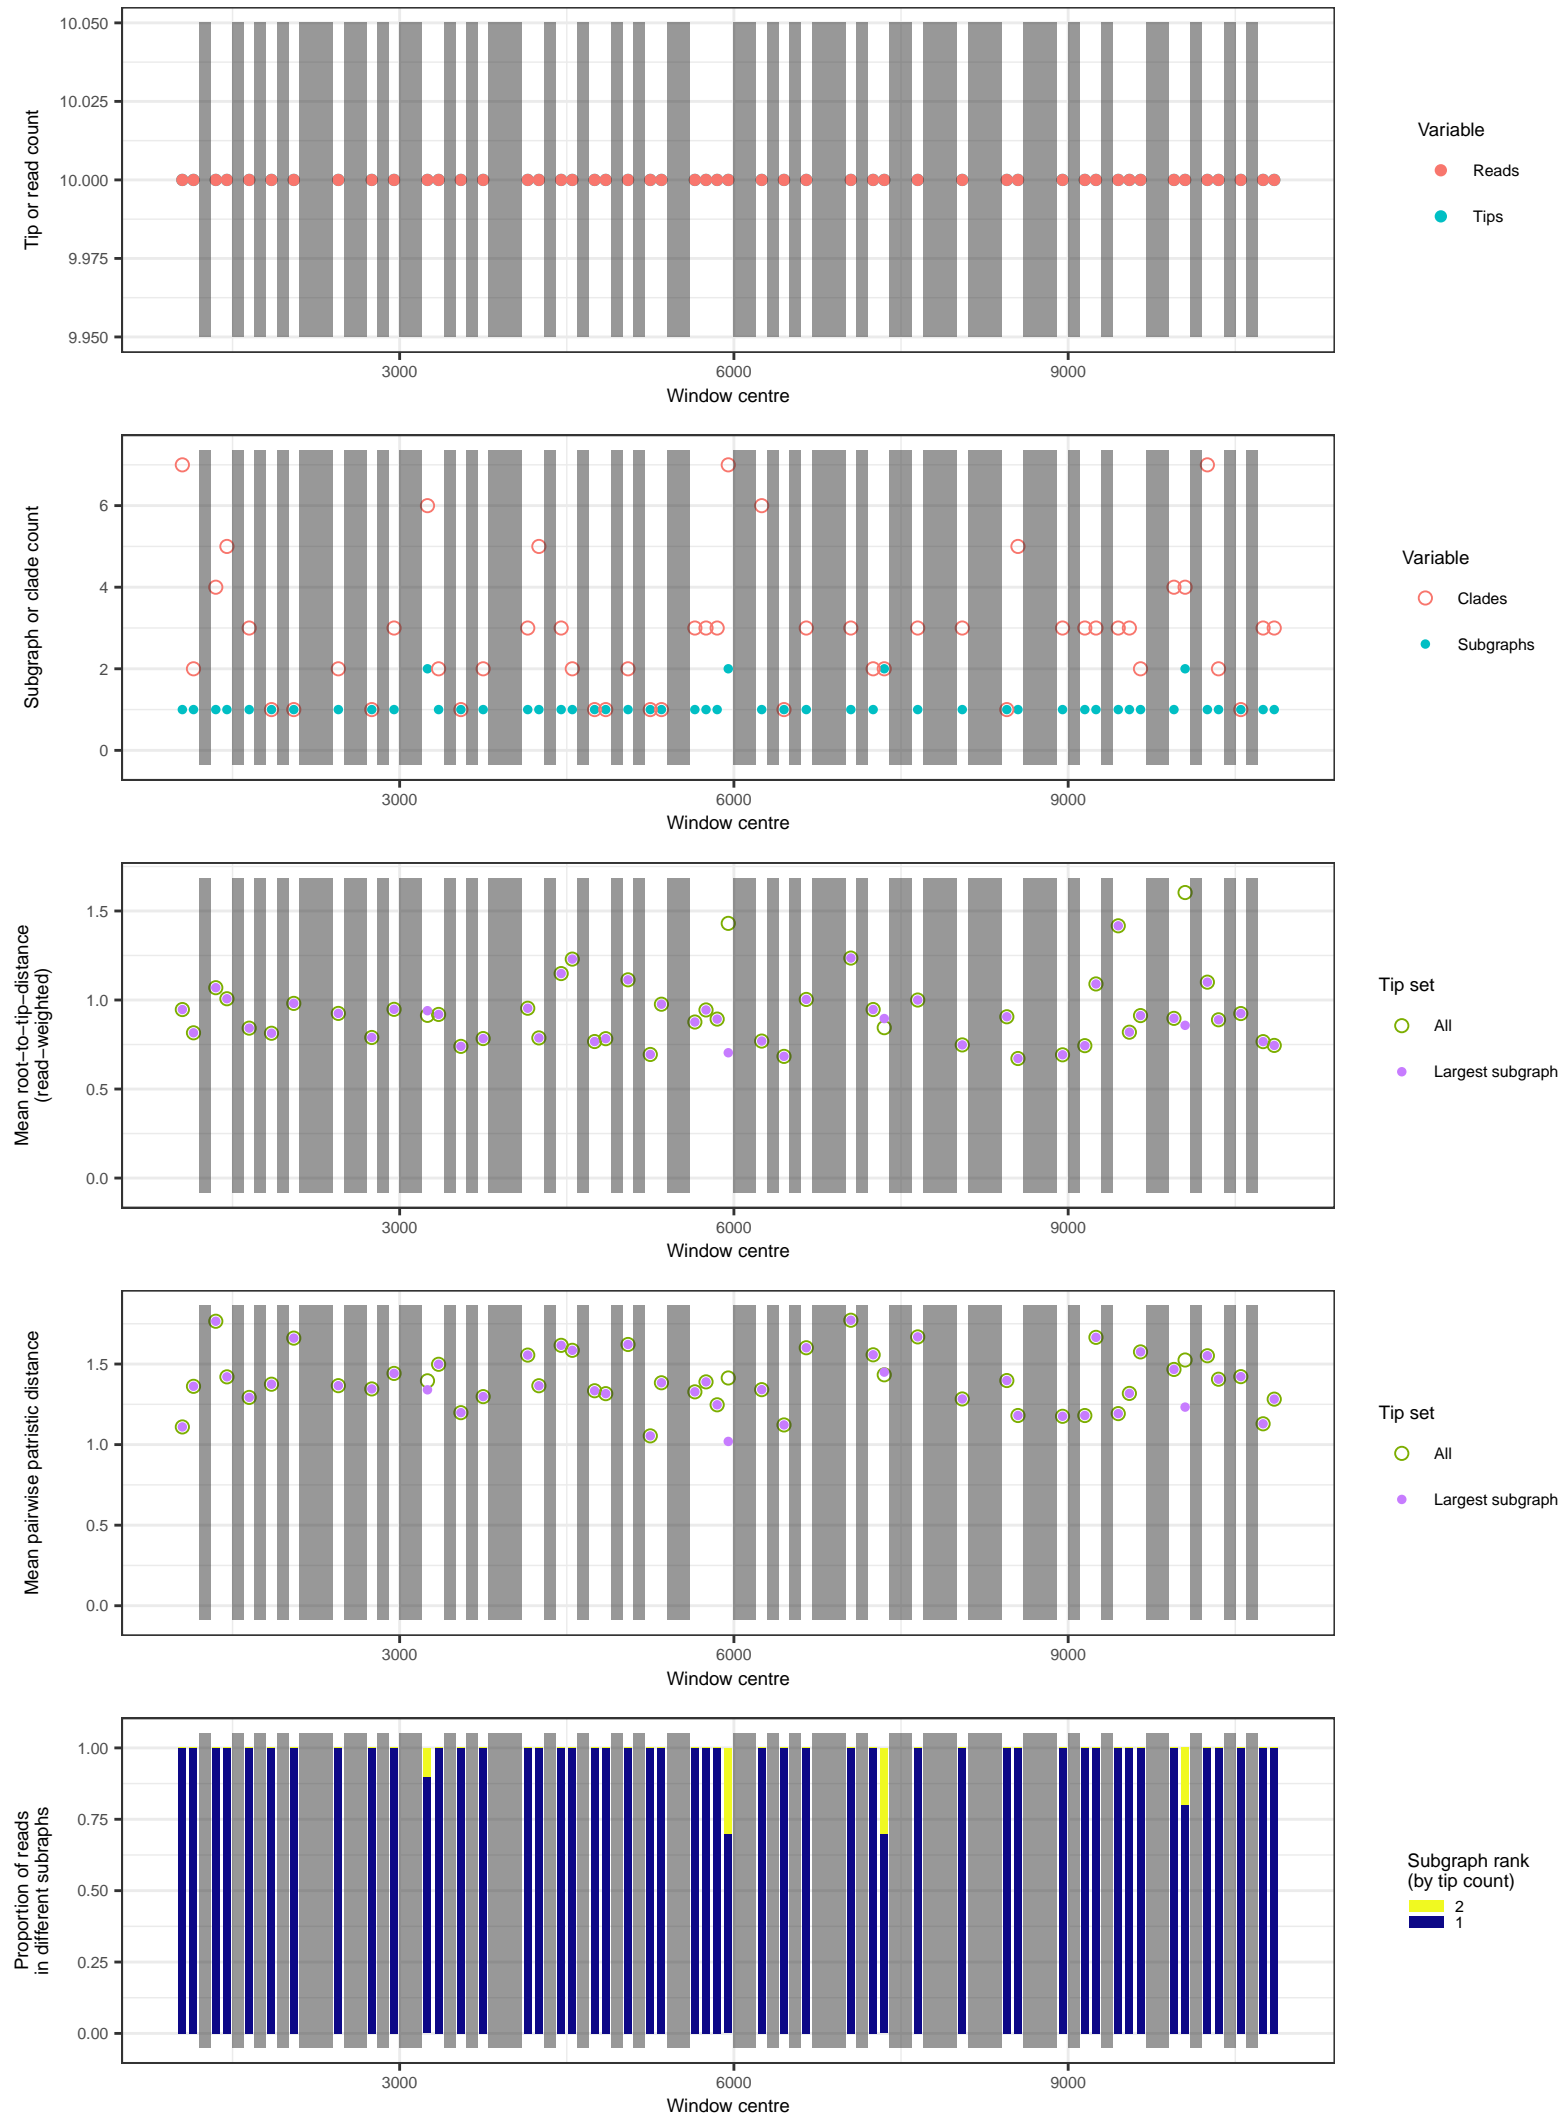 10.050
10.025
10.000
9.975
9.950
Tip or read count
3000
6000
9000
Window centre
Variable
Reads
Tips
6
4
2
0
Subgraph or clade count
3000
6000
9000
Window centre
Variable
Clades
Subgraphs
1.5
1.0
0.5
0.0
Mean root−to−tip−distance
(read−weighted)
3000
6000
9000
Window centre
Tip set
All
Largest subgraph
1.5
1.0
0.5
0.0
Mean pairwise patristic distance
3000
6000
9000
Window centre
Tip set
All
Largest subgraph
1.00
0.75
0.50
0.25
0.00
Proportion of reads
in different subraphs
3000
6000
9000
Window centre
Subgraph rank
(by tip count)
2
1